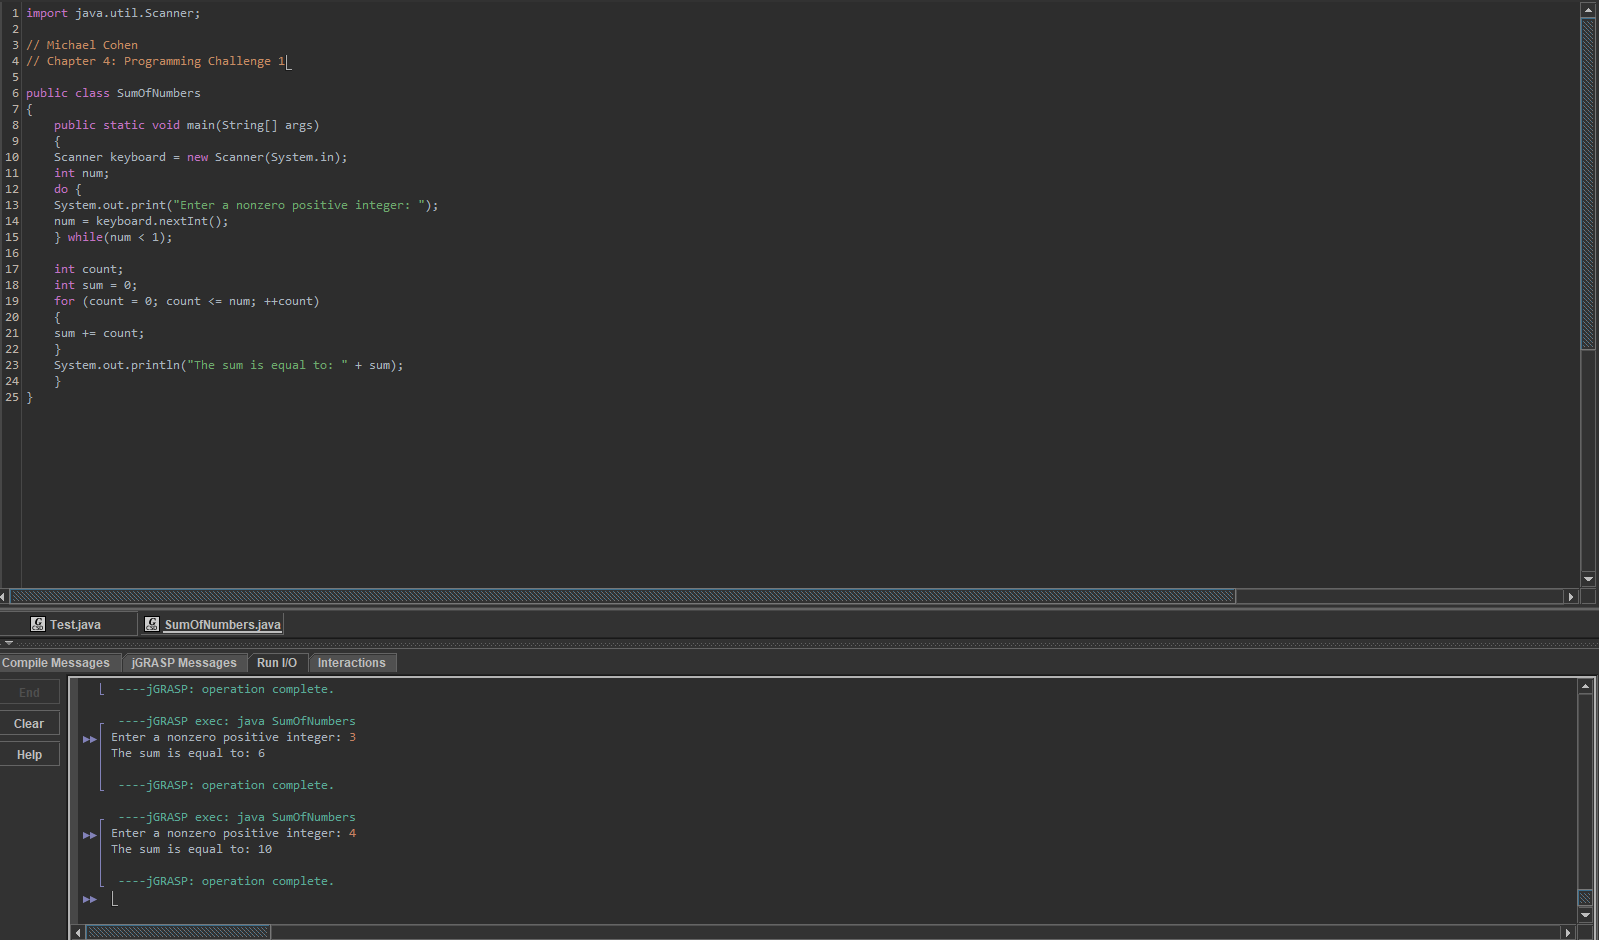 1 import java.util.Scanner;
2
3 // Michael Cohen
4 // Chapter 4: Programming Challenge 1
5
6 public class SumOfNumbers
7 {
8     public static void main(String[] args)
9     {
10     Scanner keyboard = new Scanner(System.in);
11     int num;
12     do {
13     System.out.print("Enter a nonzero positive integer: ");
14     num = keyboard.nextInt();
15     } while(num < 1);
16
17     int count;
18     int sum = 0;
19     for (count = 0; count <= num; ++count)
20     {
21     sum += count;
22     }
23     System.out.println("The sum is equal to: " + sum);
24     }
25 }
Test.java SumOfNumbers.java
Compile Messages jGRASP Messages Run I/O Interactions
End
Clear
Help
----jGRASP: operation complete.
----jGRASP exec: java SumOfNumbers
Enter a nonzero positive integer: 3
The sum is equal to: 6
----jGRASP: operation complete.
----jGRASP exec: java SumOfNumbers
Enter a nonzero positive integer: 4
The sum is equal to: 10
----jGRASP: operation complete.